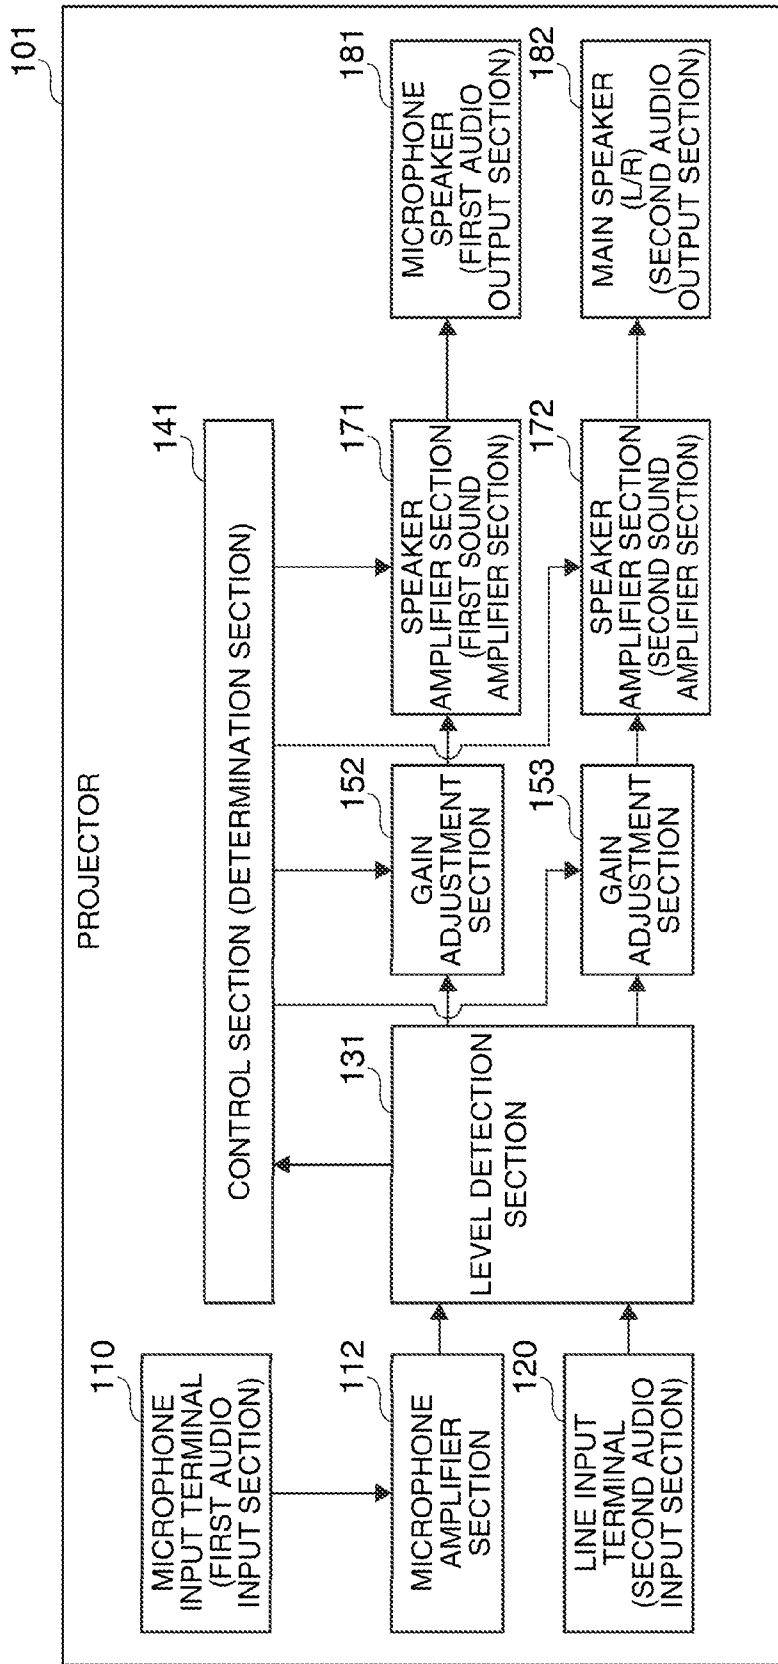 101
PROJECTOR
141
CONTROL SECTION (DETERMINATION SECTION)
110
MICROPHONE
INPUT TERMINAL
(FIRST AUDIO
INPUT SECTION)
112
MICROPHONE
AMPLIFIER
SECTION
120
LINE INPUT
TERMINAL
(SECOND AUDIO
INPUT SECTION)
131
LEVEL DETECTION
SECTION
152
GAIN
ADJUSTMENT
SECTION
153
GAIN
ADJUSTMENT
SECTION
171
SPEAKER
AMPLIFIER SECTION
(FIRST SOUND
AMPLIFIER SECTION)
172
SPEAKER
AMPLIFIER SECTION
(SECOND SOUND
AMPLIFIER SECTION)
181
MICROPHONE
SPEAKER
(FIRST AUDIO
OUTPUT SECTION)
182
MAIN SPEAKER
(L/R)
(SECOND AUDIO
OUTPUT SECTION)